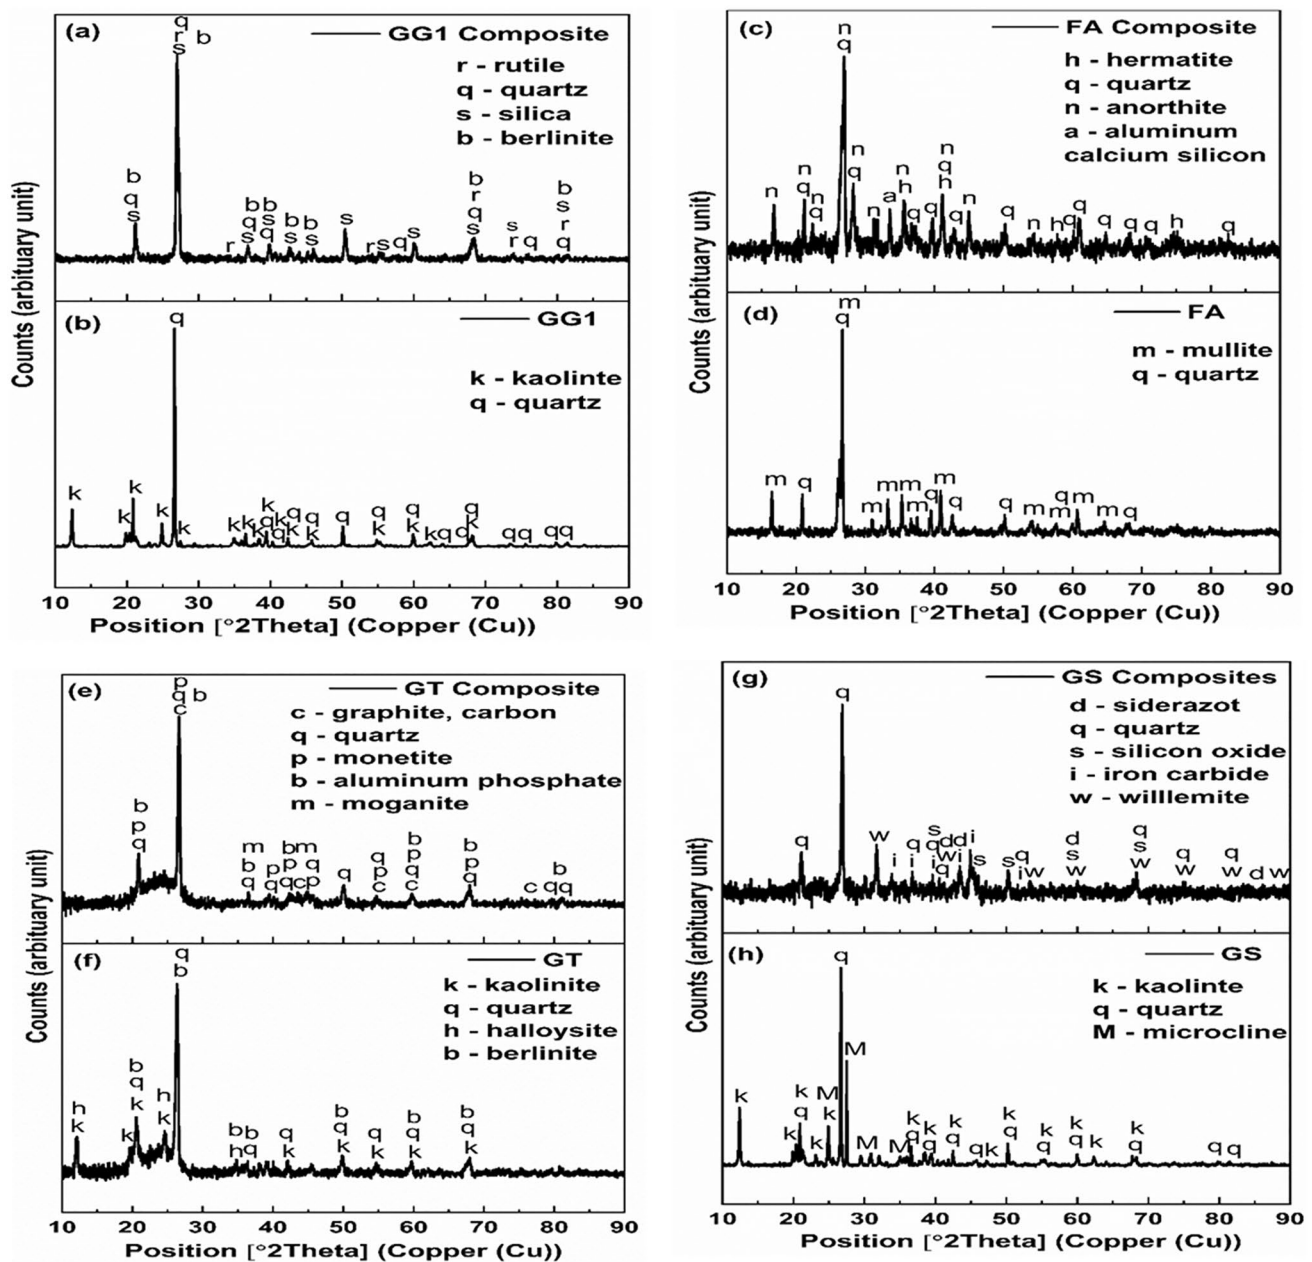 (a)
GG1 Composite
r - rutile
q - quartz
s - silica
b - berlinite
q
r b
s
b
q
s
r
b
q
s
b
s
q
b
s
b
s
s
r s q
s
b
r
q
s
s
r q
b
s
r
q
Counts (arbituary unit)
(b)
GG1
k - kaolinte
q - quartz
q
k
k
k
k
k
k k k
k
q
k
q
q
k
q
k
q
q
k
q
k
k q q
q
k
q q
q q
10 20 30 40 50 60 70 80 90
Position [°2Theta] (Copper (Cu))
(c)
FA Composite
h - hermatite
q - quartz
n - anorthite
a - aluminum
calcium silicon
n
q
n
n
q
n
q
n
q
n
a
n
h
q
q
n
q
h
q
n
q
n
h
q
q
q
q
q
h
q
Counts (arbituary unit)
(d)
FA
m - mullite
q - quartz
m
q
m
q
m
m m
m
q
m
q
q
m
m
q
m
m
q
10 20 30 40 50 60 70 80 90
Position [°2Theta] (Copper (Cu))
(e)
GT Composite
c - graphite, carbon
q - quartz
p - monetite
b - aluminum phosphate
m - moganite
p
q b
c
b
p
q
m
b
q
p
q
b
p
q
m
c
q
p
q
q
p
c
b
p
q
c
b
p
q
c
q
b
q
Counts (arbituary unit)
(f)
GT
k - kaolinite
q - quartz
h - halloysite
b - berlinite
q
b
h
k
k
b
q
k
h
k
b
h
b
q
q
k
b
q
k
q
k
b
q
k
b
q
k
10 20 30 40 50 60 70 80 90
Position [°2Theta] (Copper (Cu))
(g)
GS Composites
d - siderazot
q - quartz
s - silicon oxide
i - iron carbide
w - willlemite
q
q
w
i
q
i
s
q
i
d
w
q
d
i
i
s
s
q
i
w
d
s
w
q
s
w
q
w
q
w
d
w
Counts (arbituary unit)
(h)
GS
k - kaolinte
q - quartz
M - microcline
q
M
k
k
k
q
k
M
k
M
M
k
q
k
q
k
q
q k
k
q
k
q
k
q
k
k
q
q
q
10 20 30 40 50 60 70 80 90
Position [°2Theta] (Copper (Cu))